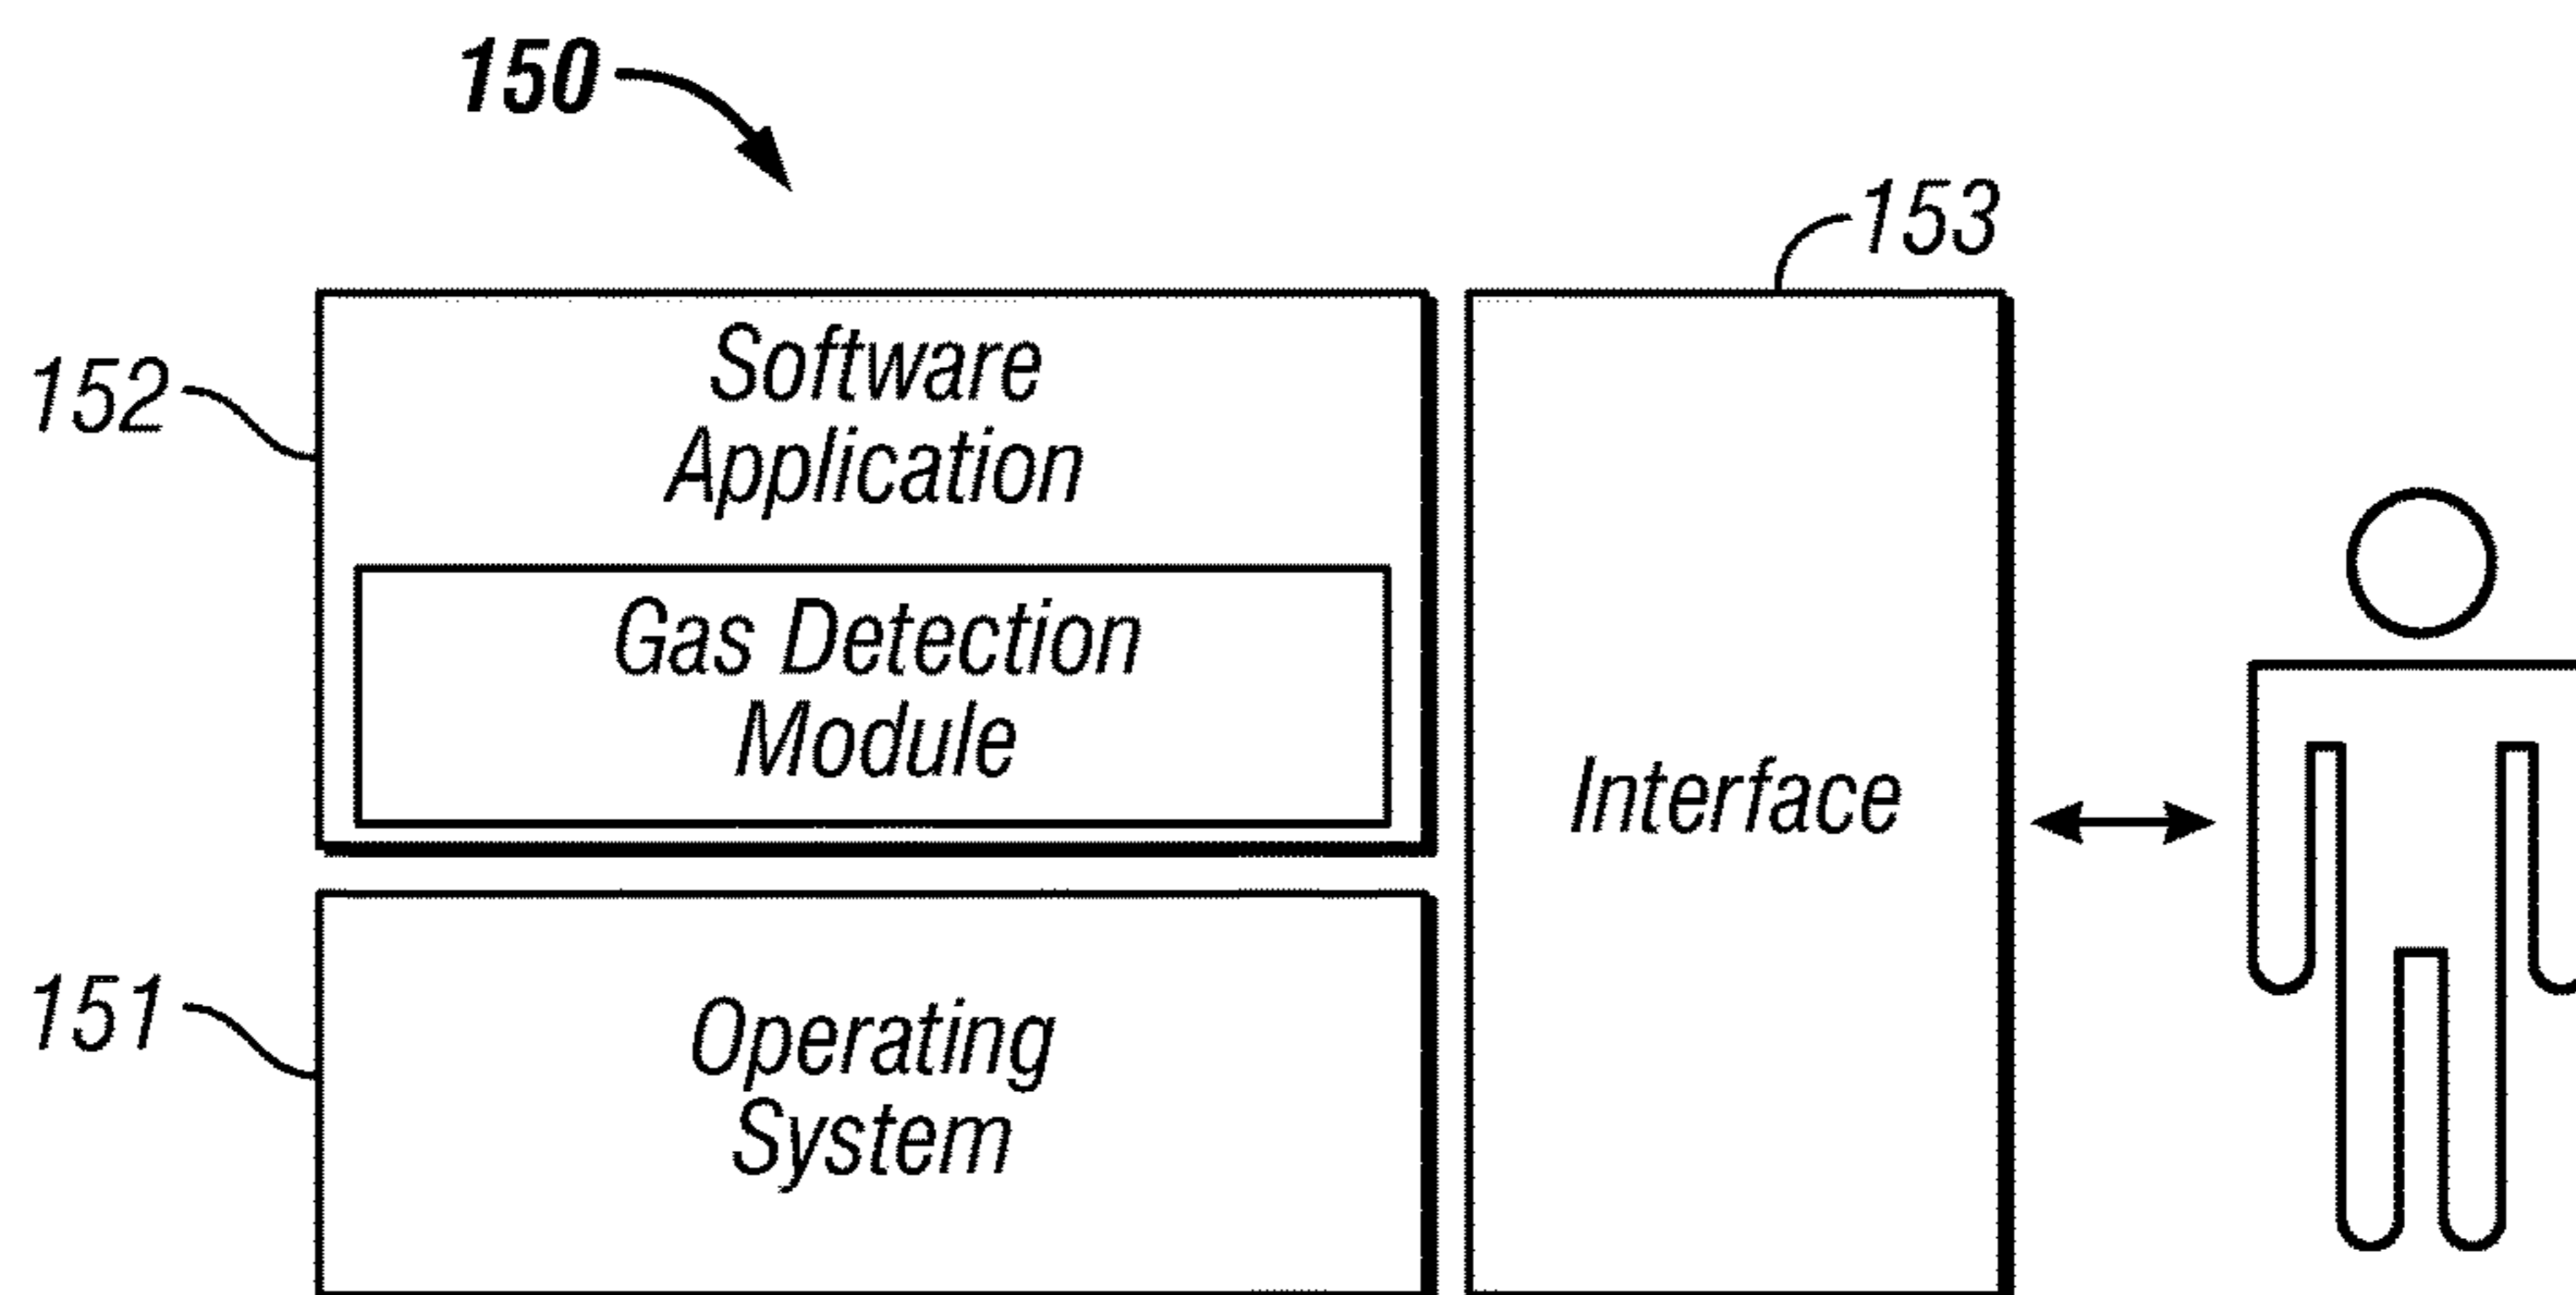 150
153
152
Software
Application
Gas Detection
Module
Interface
151
Operating
System